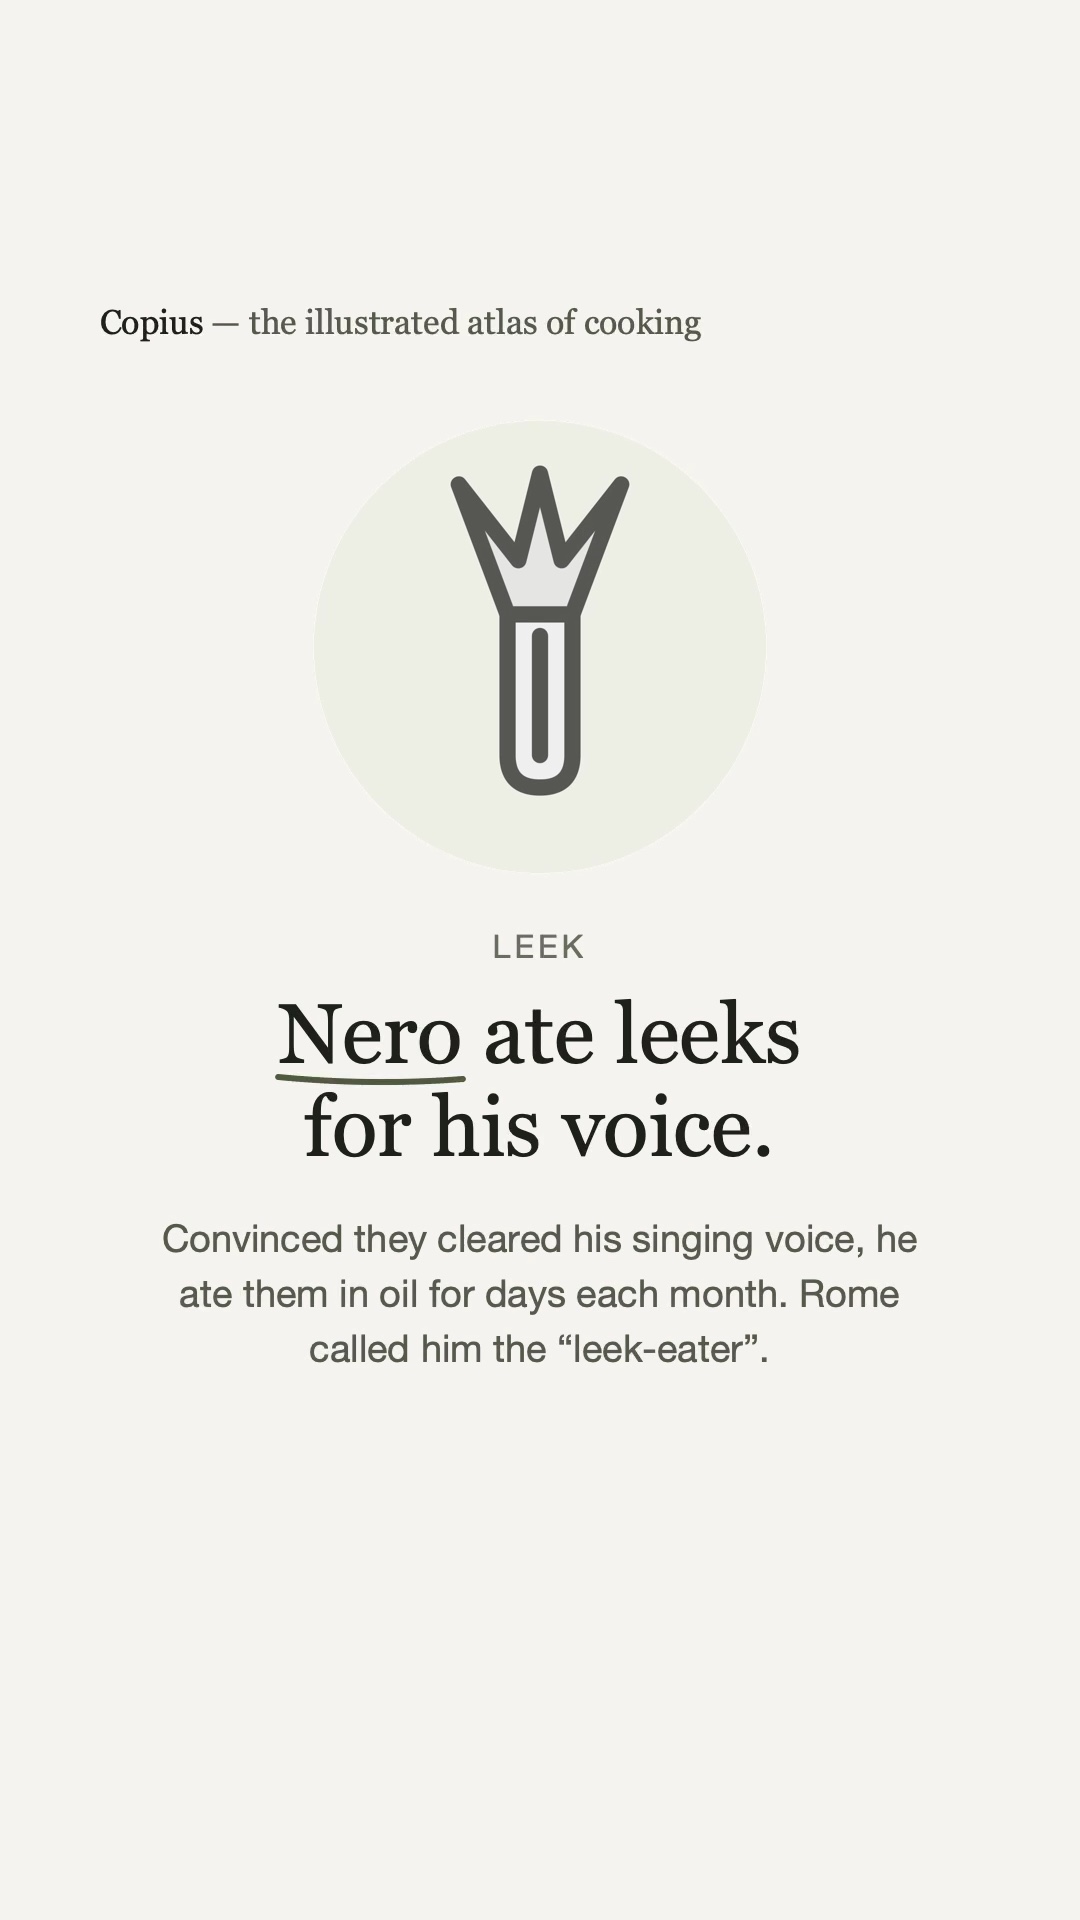 Copius — the illustrated atlas of cooking
LEEK
Nero ate leeks
for his voice.
Convinced they cleared his singing voice, he
ate them in oil for days each month. Rome
called him the “leek-eater”.